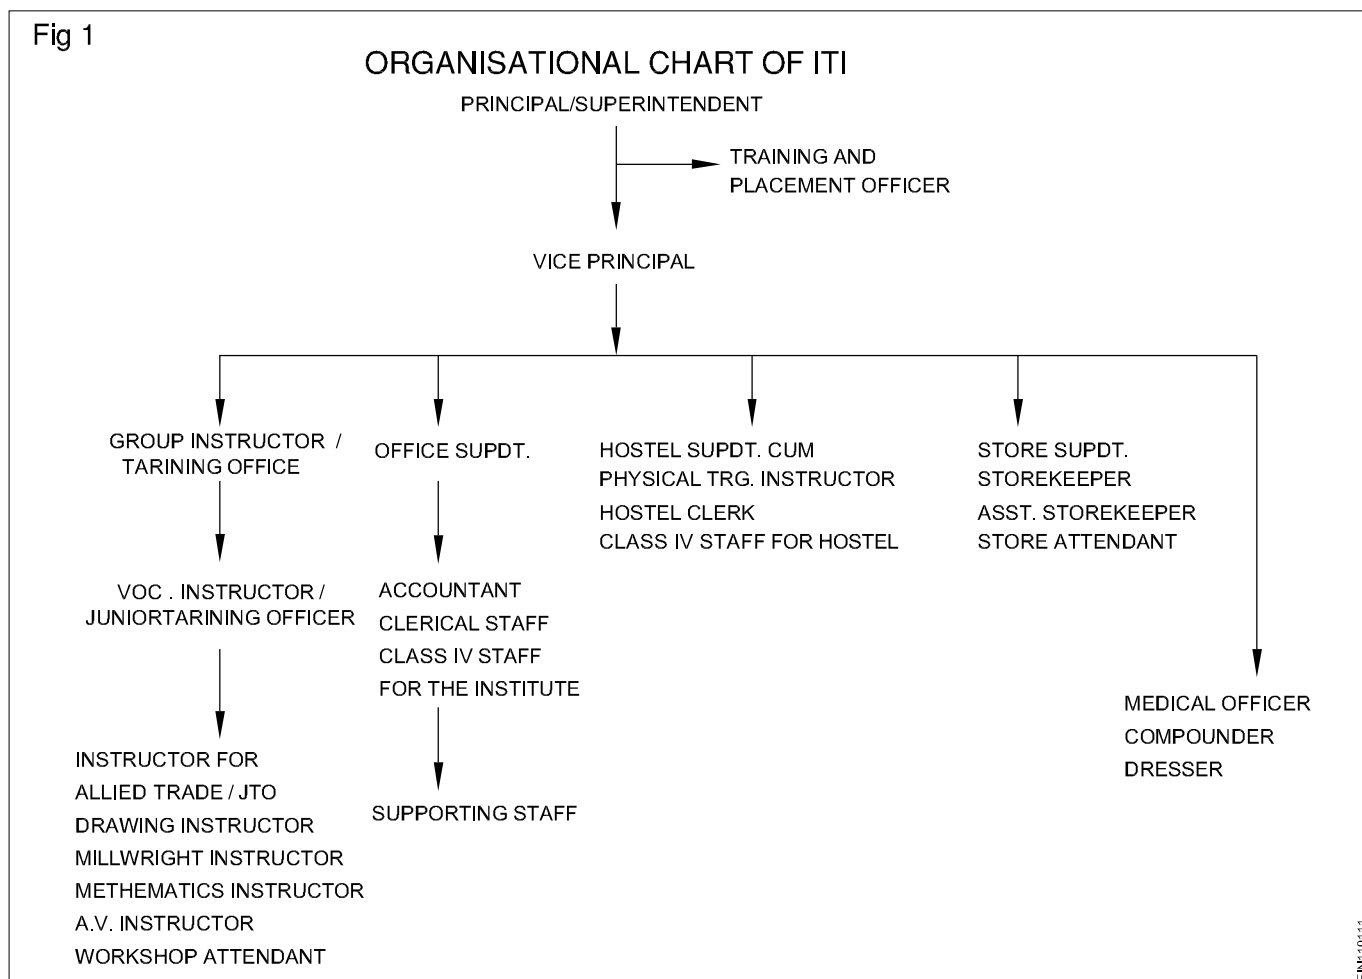 Fig 1
ORGANISATIONAL CHART OF ITI
PRINCIPAL/SUPERINTENDENT
TRAINING AND
PLACEMENT OFFICER
VICE PRINCIPAL
GROUP INSTRUCTOR /
TARINING OFFICE
VOC . INSTRUCTOR /
JUNIORTARINING OFFICER
INSTRUCTOR FOR
ALLIED TRADE / JTO
DRAWING INSTRUCTOR
MILLWRIGHT INSTRUCTOR
METHEMATICS INSTRUCTOR
A.V. INSTRUCTOR
WORKSHOP ATTENDANT
OFFICE SUPDT.
ACCOUNTANT
CLERICAL STAFF
CLASS IV STAFF
FOR THE INSTITUTE
SUPPORTING STAFF
HOSTEL SUPDT. CUM
PHYSICAL TRG. INSTRUCTOR
HOSTEL CLERK
CLASS IV STAFF FOR HOSTEL
STORE SUPDT.
STOREKEEPER
ASST. STOREKEEPER
STORE ATTENDANT
MEDICAL OFFICER
COMPOUNDER
DRESSER